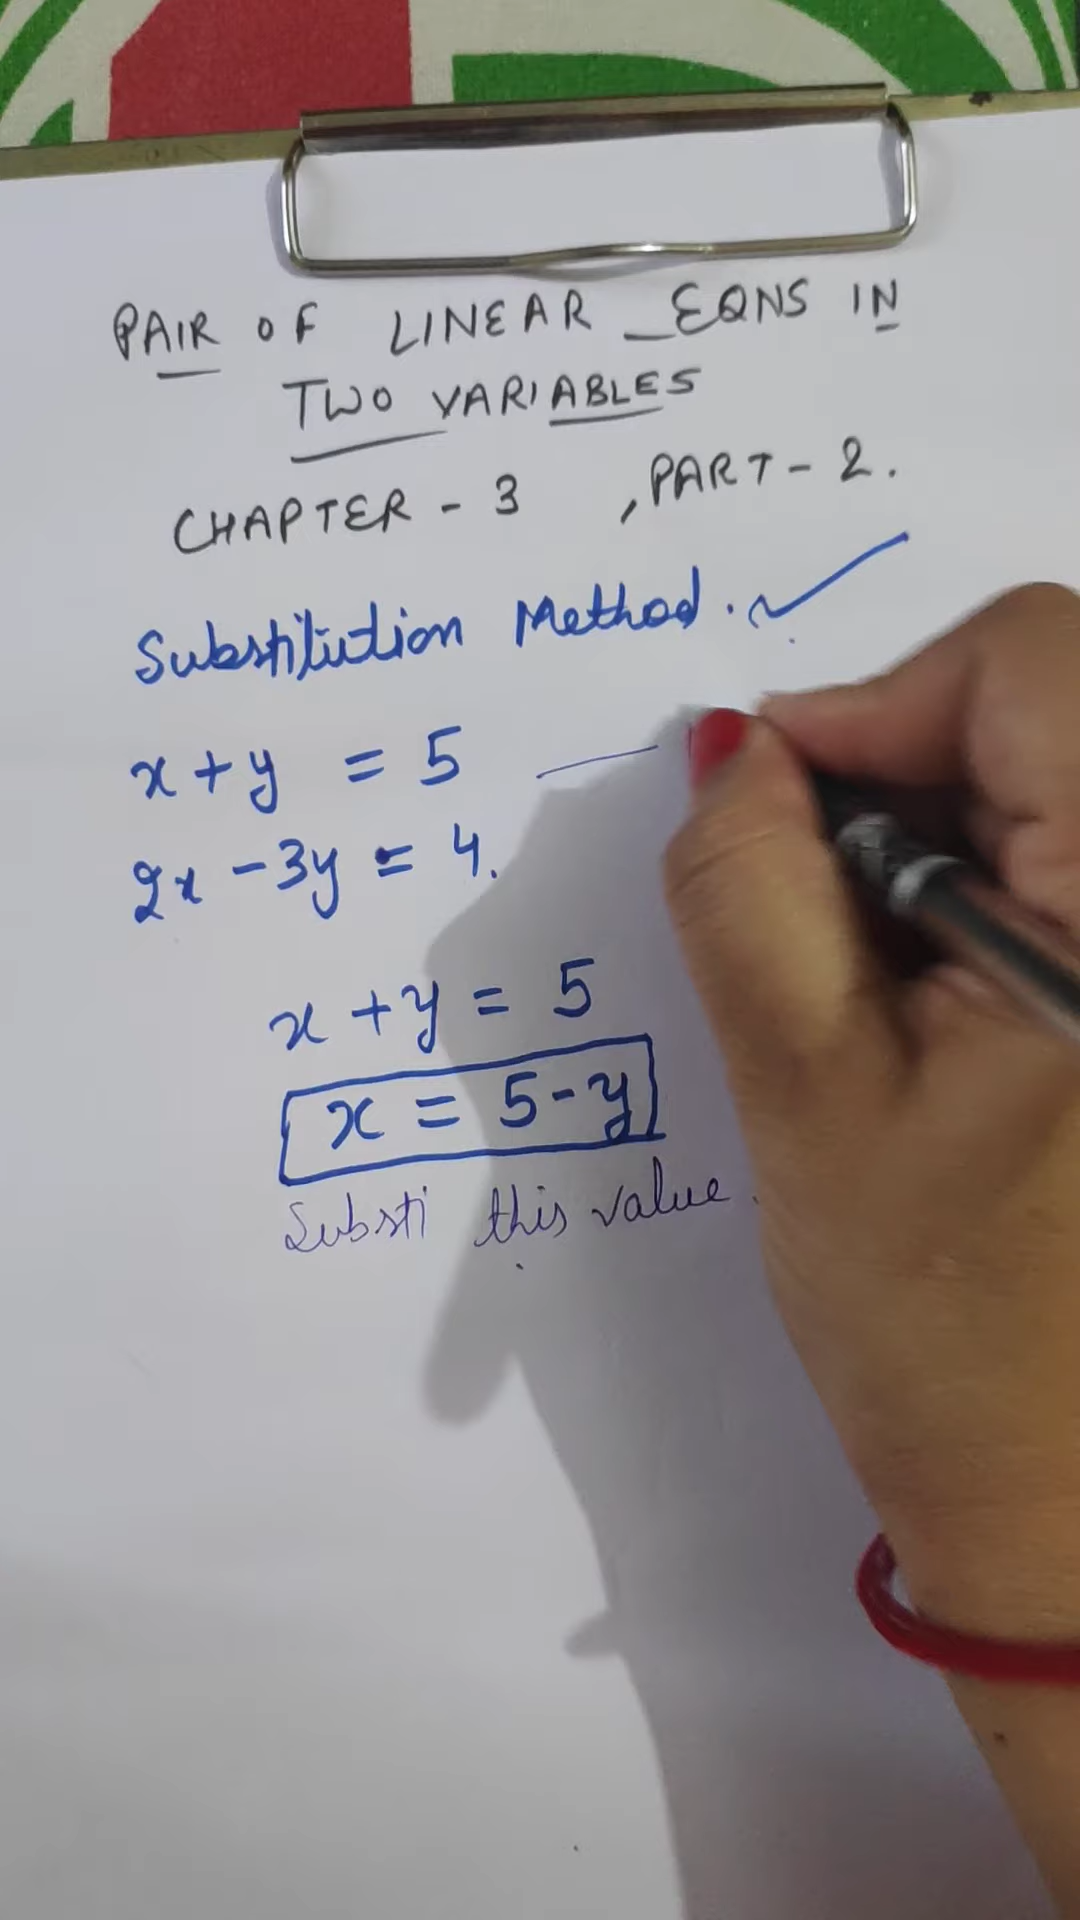 PAIR OF LINEAR EQNS IN
TWO VARIABLES
CHAPTER - 3 , PART - 2.
Substitution Method.
x + y = 5
2x - 3y = 4.
x + y = 5
x = 5 - y
Substi this value.